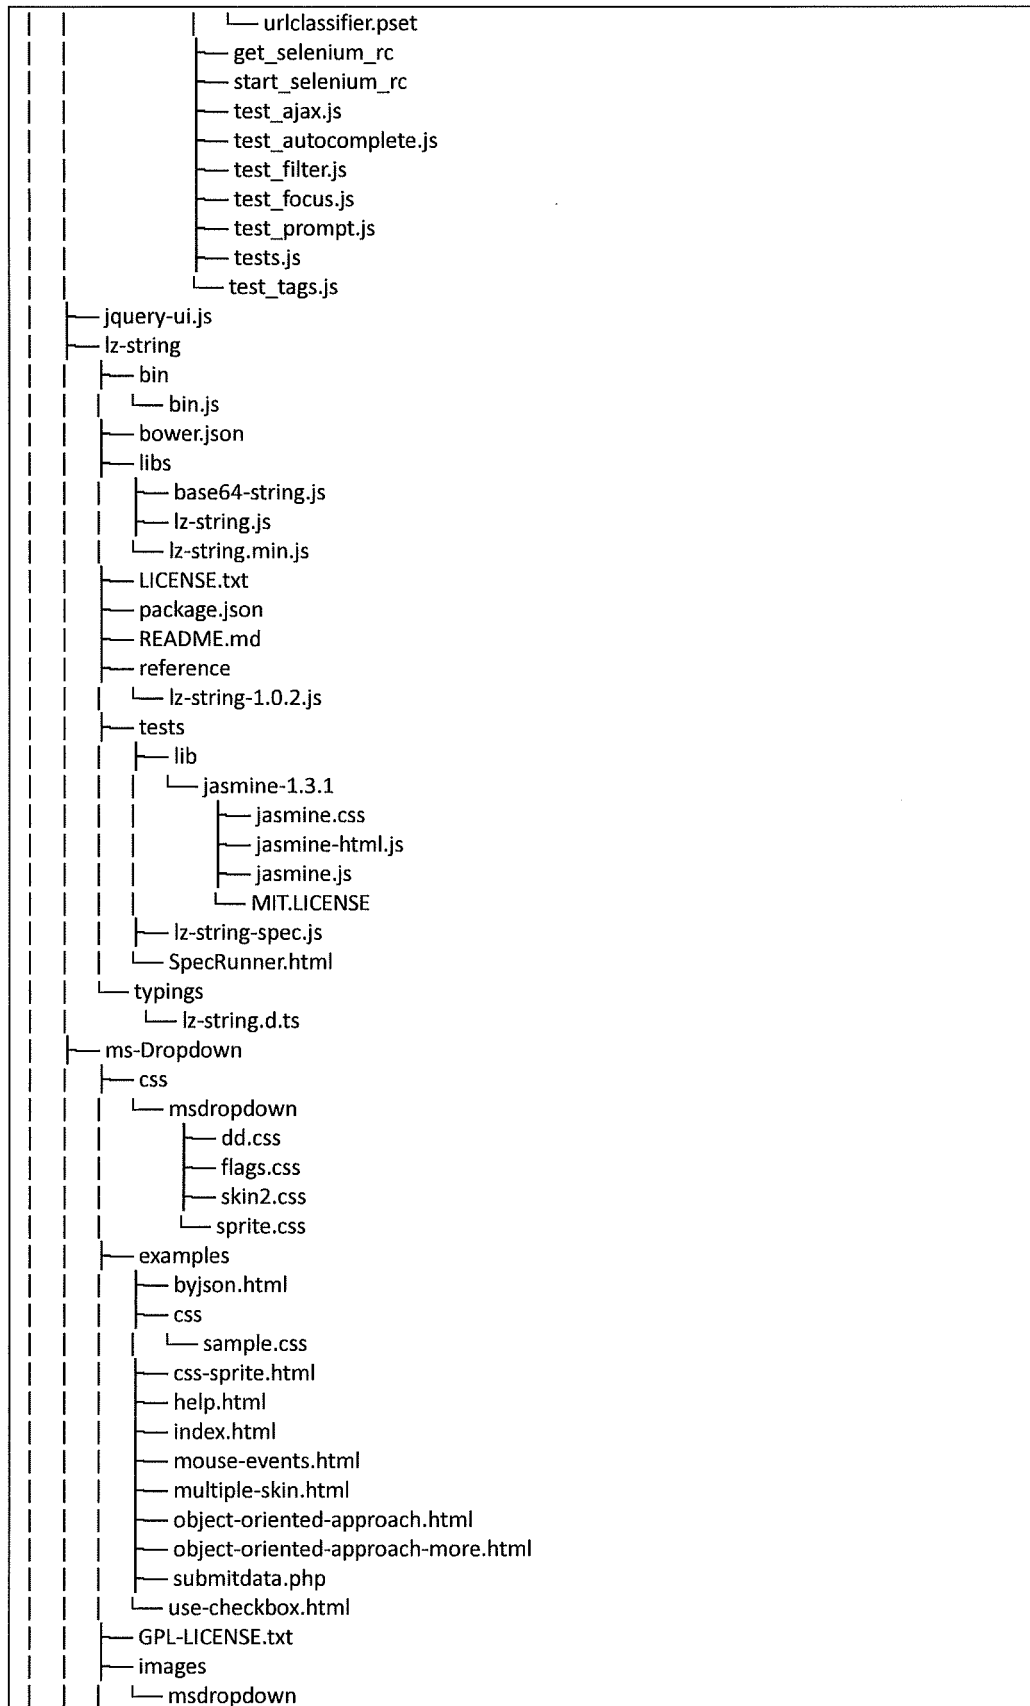 urlclassifier.pset
get_selenium_rc
start_selenium_rc
test_ajax.js
test_autocomplete.js
test_filter.js
test_focus.js
test_prompt.js
tests.js
test_tags.js
jquery-ui.js
lz-string
bin
bin.js
bower.json
libs
base64-string.js
lz-string.js
lz-string.min.js
LICENSE.txt
package.json
README.md
reference
lz-string-1.0.2.js
tests
lib
jasmine-1.3.1
jasmine.css
jasmine-html.js
jasmine.js
MIT.LICENSE
lz-string-spec.js
SpecRunner.html
typings
lz-string.d.ts
ms-Dropdown
css
msdropdown
dd.css
flags.css
skin2.css
sprite.css
examples
byjson.html
css
sample.css
css-sprite.html
help.html
index.html
mouse-events.html
multiple-skin.html
object-oriented-approach.html
object-oriented-approach-more.html
submitdata.php
use-checkbox.html
GPL-LICENSE.txt
images
msdropdown